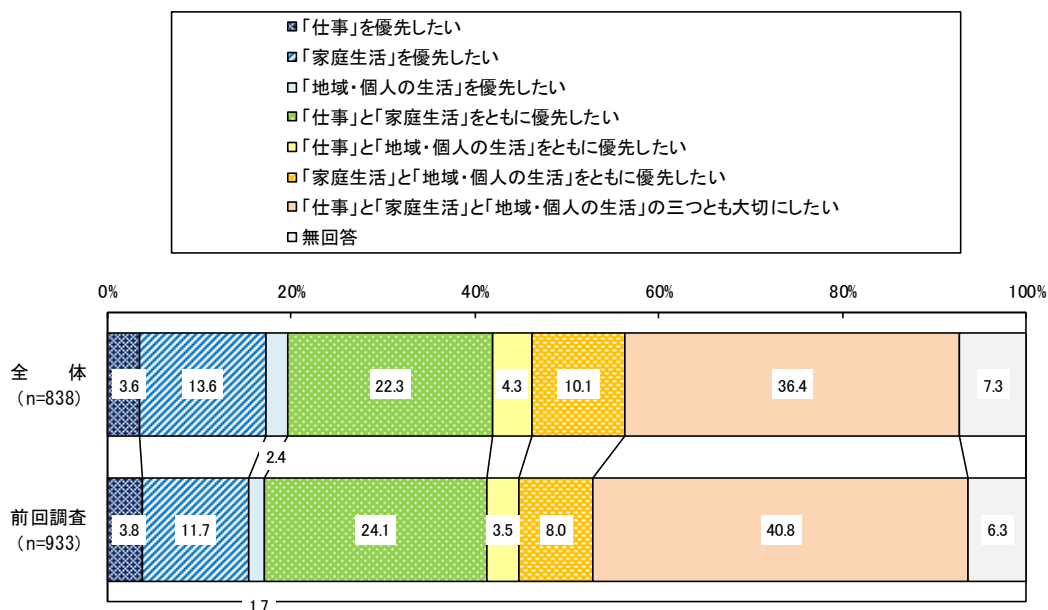 「仕事」を優先したい
「家庭生活」を優先したい
「地域・個人の生活」を優先したい
「仕事」と「家庭生活」をともに優先したい
「仕事」と「地域・個人の生活」をともに優先したい
「家庭生活」と「地域・個人の生活」をともに優先したい
「仕事」と「家庭生活」と「地域・個人の生活」の三つとも大切にしたい
無回答
0% 20% 40% 60% 80% 100%
全 体
(n=838)
3.6 13.6 22.3 4.3 10.1 36.4 7.3
2.4
前回調査
(n=933)
3.8 11.7 24.1 3.5 8.0 40.8 6.3
1.7